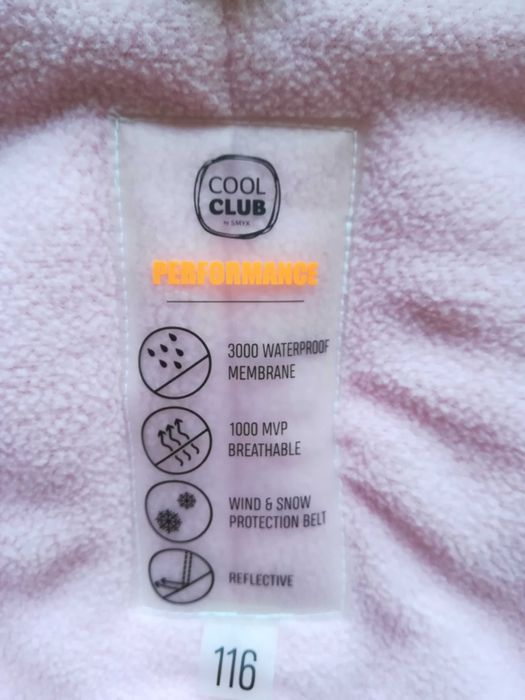 COOL
CLUB
by SMYK
PERFORMANCE
3000 WATERPROOF
MEMBRANE
1000 MVP
BREATHABLE
WIND & SNOW
PROTECTION BELT
REFLECTIVE
116